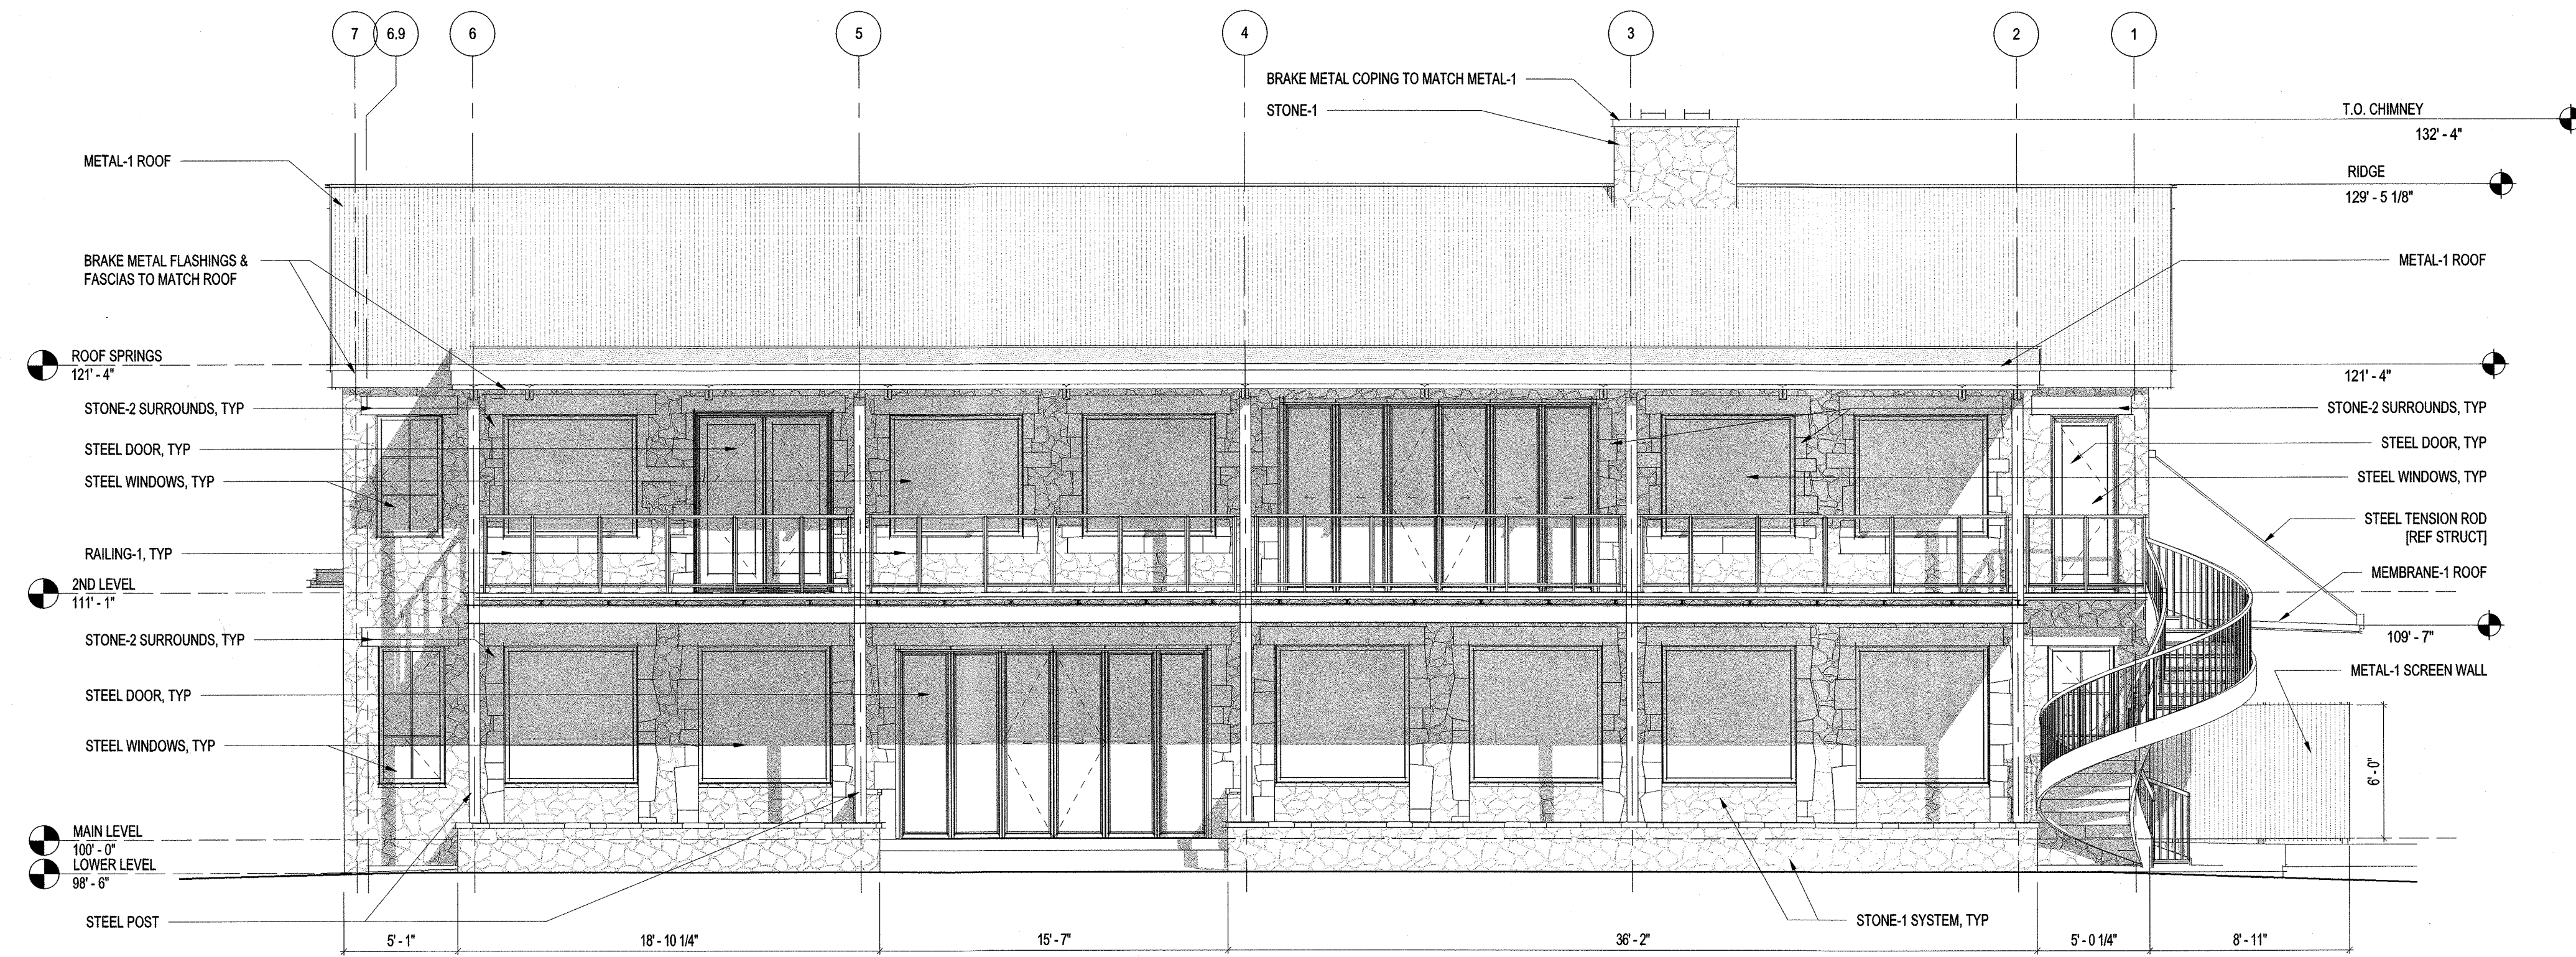 7 6.9 6 5 4 3 2 1
BRAKE METAL COPING TO MATCH METAL-1
STONE-1
T.O. CHIMNEY
132' - 4"
METAL-1 ROOF
RIDGE
129' - 5 1/8"
BRAKE METAL FLASHINGS &
FASCIAS TO MATCH ROOF
METAL-1 ROOF
ROOF SPRINGS
121' - 4"
121' - 4"
STONE-2 SURROUNDS, TYP
STONE-2 SURROUNDS, TYP
STEEL DOOR, TYP
STEEL DOOR, TYP
STEEL WINDOWS, TYP
STEEL WINDOWS, TYP
STEEL TENSION ROD
[REF STRUCT]
RAILING-1, TYP
MEMBRANE-1 ROOF
2ND LEVEL
111' - 1"
109' - 7"
STONE-2 SURROUNDS, TYP
METAL-1 SCREEN WALL
STEEL DOOR, TYP
STEEL WINDOWS, TYP
6' - 0"
MAIN LEVEL
100' - 0"
LOWER LEVEL
98' - 6"
STEEL POST
STONE-1 SYSTEM, TYP
5' - 1" 18' - 10 1/4" 15' - 7" 36' - 2" 5' - 0 1/4" 8' - 11"